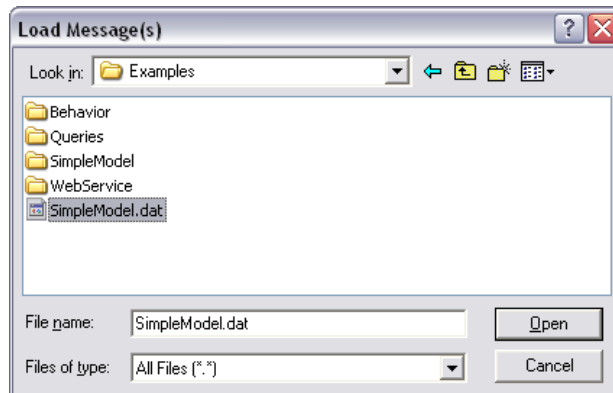 Load Message(s)
Look in: Examples
Behavior
Queries
SimpleModel
WebService
SimpleModel.dat
File name: SimpleModel.dat Open
Files of type: All Files (*.*) Cancel